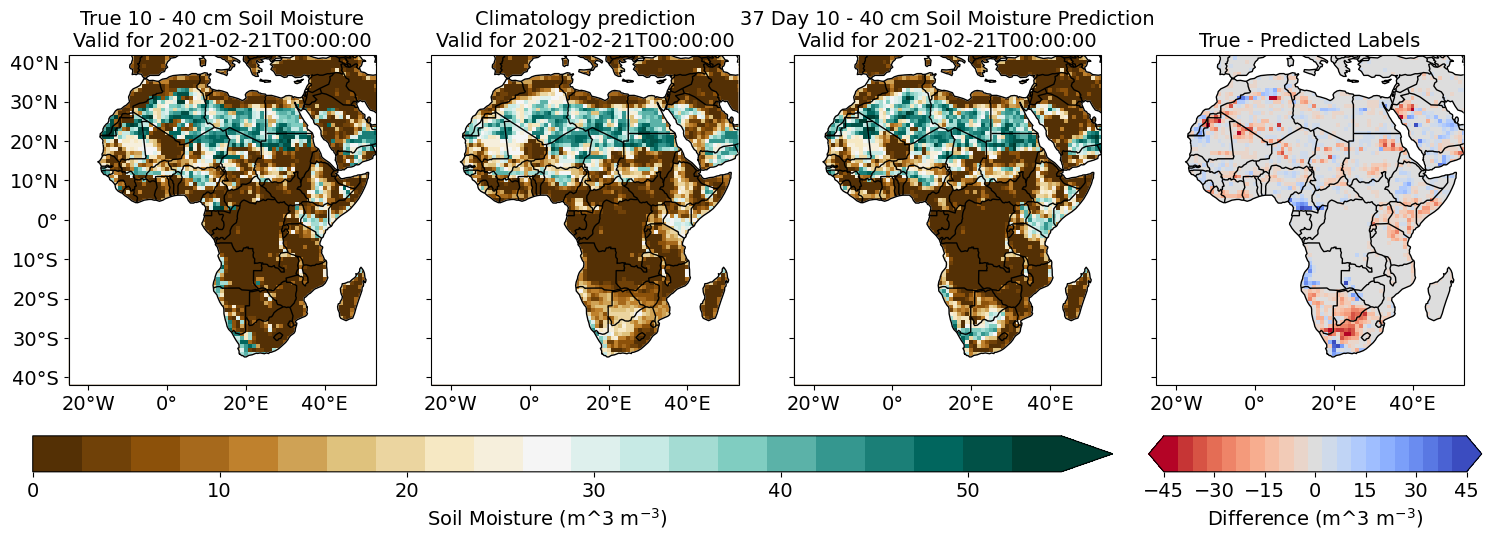 True 10 - 40 cm Soil Moisture
Valid for 2021-02-21T00:00:00
Climatology prediction
Valid for 2021-02-21T00:00:00
37 Day 10 - 40 cm Soil Moisture Prediction
Valid for 2021-02-21T00:00:00
True - Predicted Labels
40°N
30°N
20°N
10°N
0°
10°S
20°S
30°S
40°S
20°W 0° 20°E 40°E
20°W 0° 20°E 40°E
20°W 0° 20°E 40°E
20°W 0° 20°E 40°E
0 10 20 30 40 50
Soil Moisture (m^3 m⁻³)
−45 −30 −15 0 15 30 45
Difference (m^3 m⁻³)